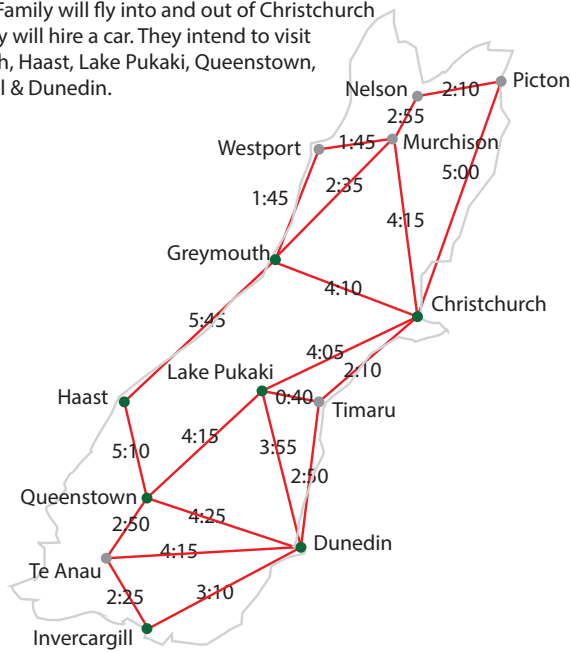 Family will fly into and out of Christchurch
y will hire a car. They intend to visit
h, Haast, Lake Pukaki, Queenstown,
l & Dunedin.
Nelson
2:10
Picton
2:55
Westport
1:45
Murchison
5:00
1:45
2:35
4:15
Greymouth
4:10
Christchurch
5:45
4:05
2:10
Lake Pukaki
0:40
Haast
Timaru
5:10
4:15
3:55
2:50
Queenstown
4:25
2:50
Dunedin
4:15
Te Anau
2:25
3:10
Invercargill